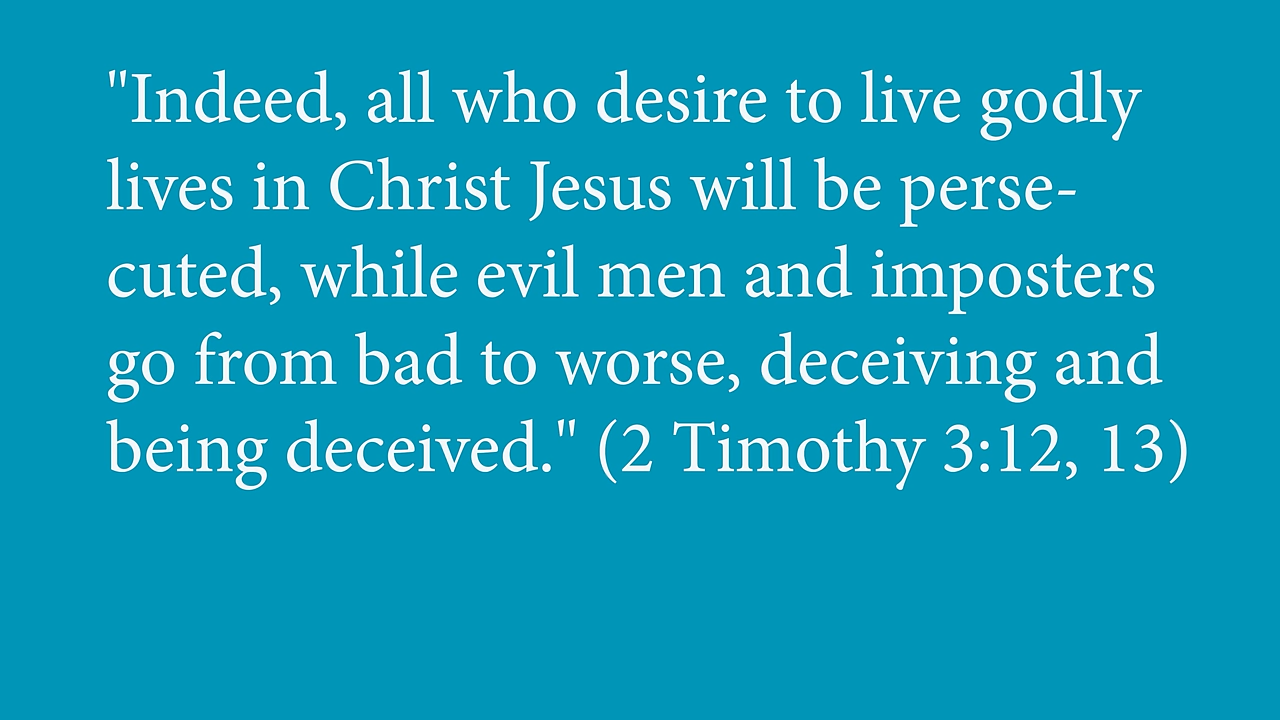 "Indeed, all who desire to live godly
lives in Christ Jesus will be perse-
cuted, while evil men and imposters
go from bad to worse, deceiving and
being deceived." (2 Timothy 3:12, 13)